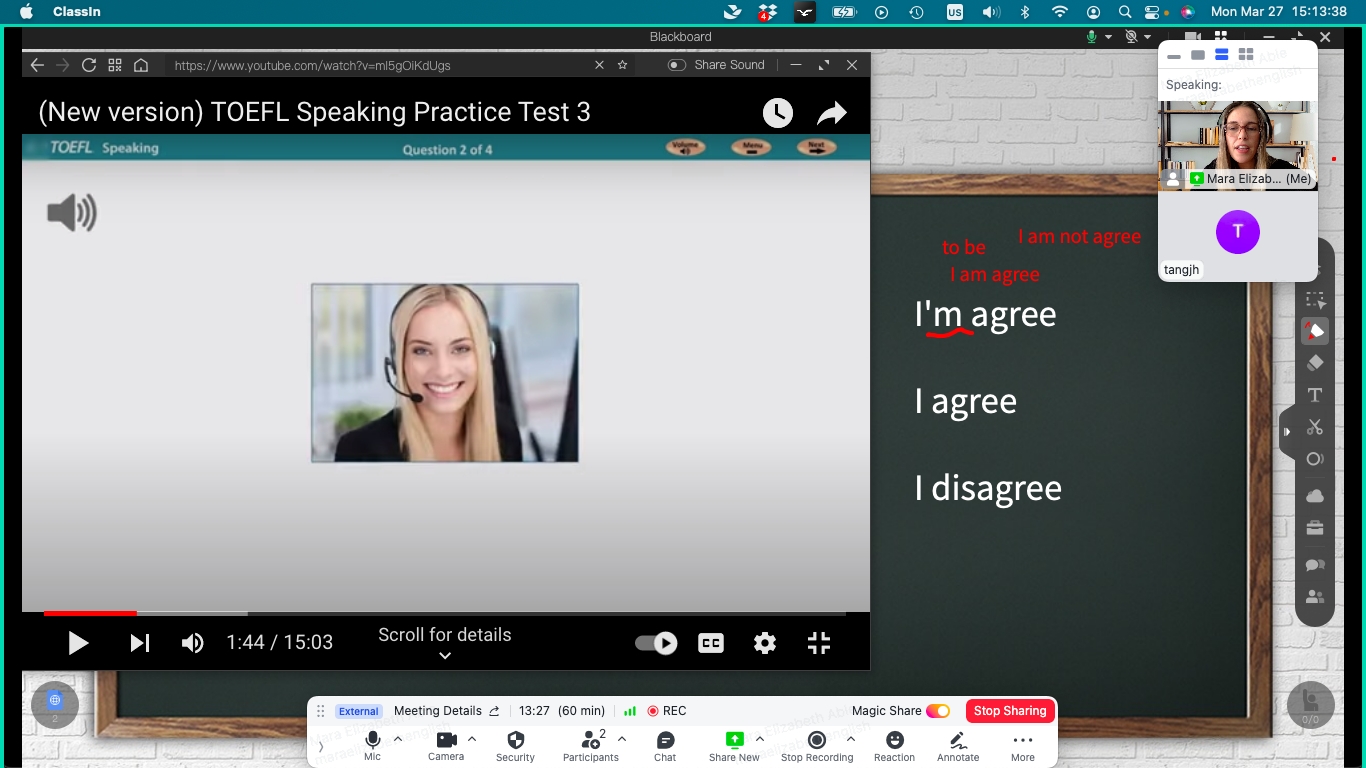 ClassIn
4
US
Mon Mar 27 15:13:38
Blackboard
https://www.youtube.com/watch?v=ml5gOiKdUgs
Share Sound
(New version) TOEFL Speaking Practice Test 3
TOEFL Speaking
Question 2 of 4
Volume
Menu
Next
Speaking:
Mara Elizab... (Me)
T
tangjh
to be
I am not agree
I am agree
I'm agree
I agree
I disagree
1:44 / 15:03
Scroll for details
CC
2
0/0
External
Meeting Details
13:27 (60 min)
REC
Magic Share
Stop Sharing
Mic
Camera
Security
2
Participants
Chat
Share New
Stop Recording
Reaction
Annotate
More